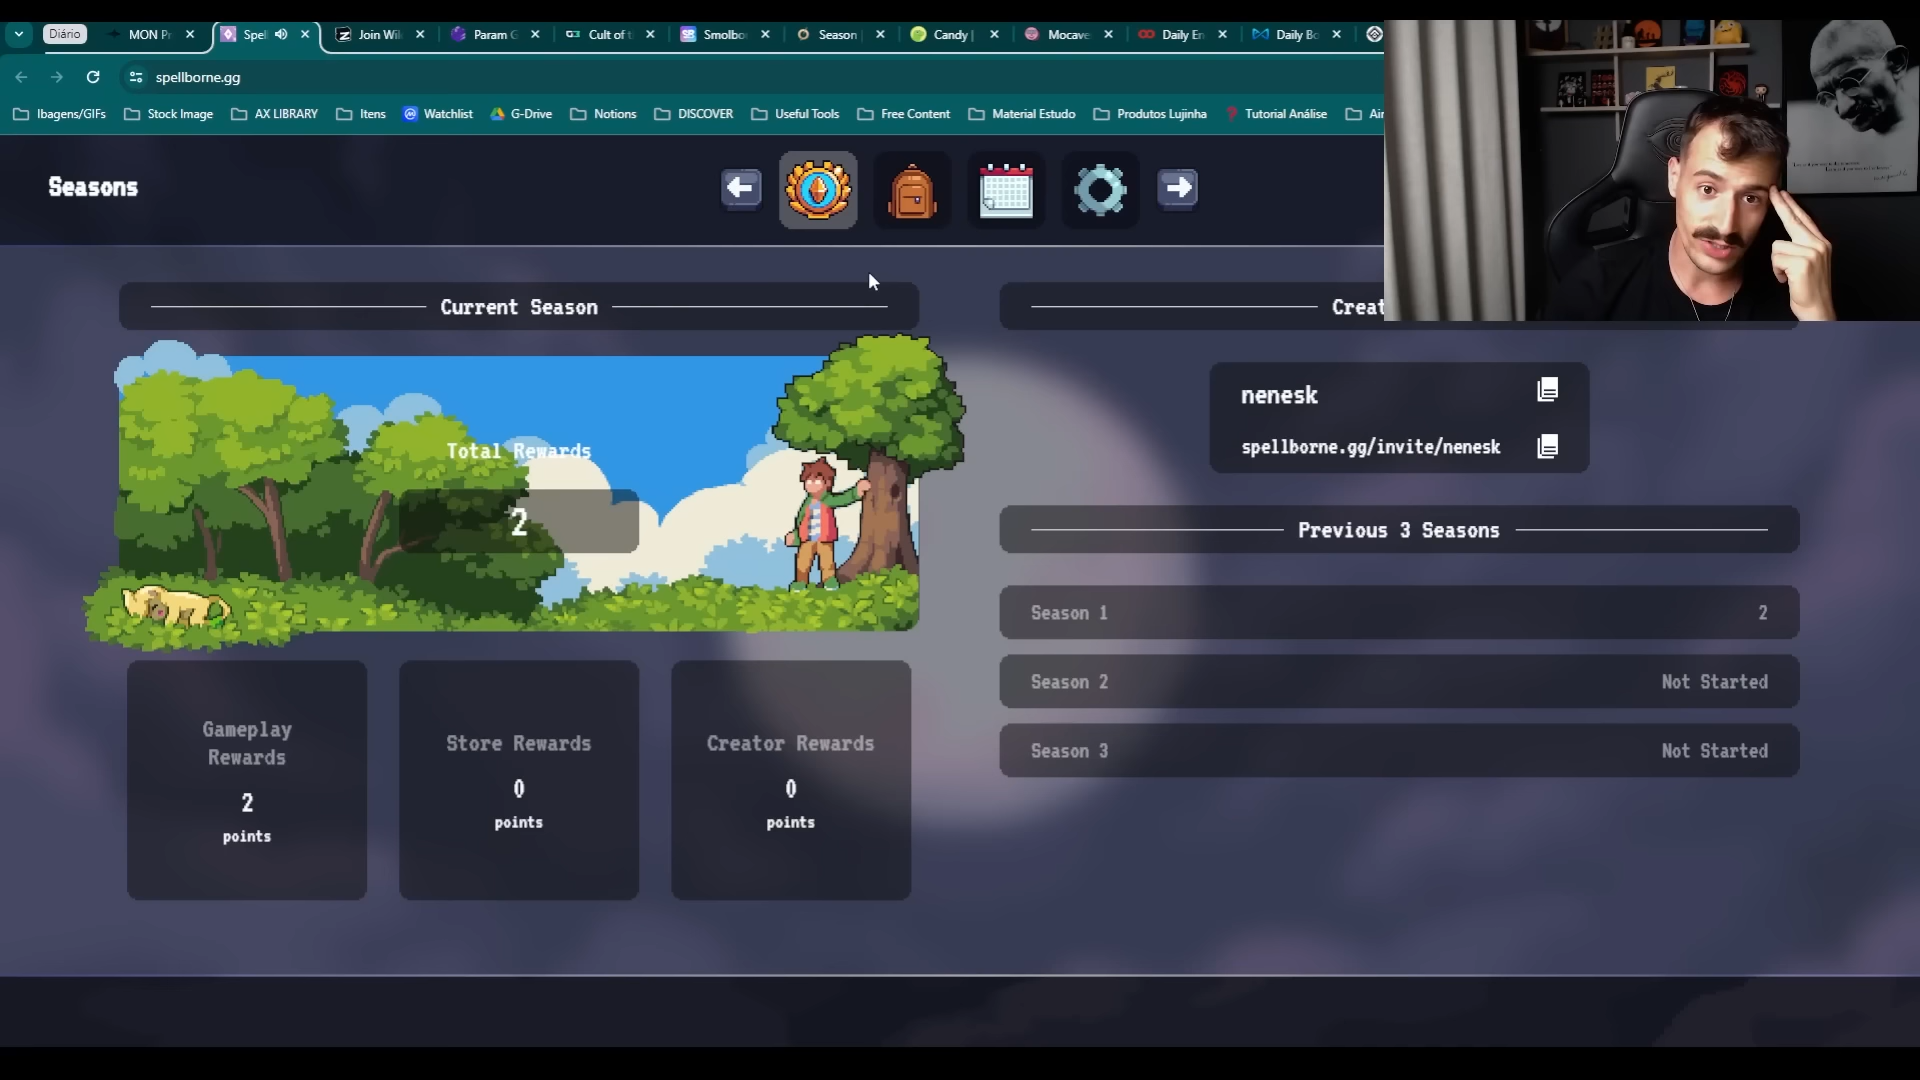 Diário
MON Pr
Spel
Join Wil
Param G
Cult of t
Smolbo
Season
Candy |
Mocave
Daily En
Daily Bo
spellborne.gg
Ibagens/GIFs
Stock Image
AX LIBRARY
Itens
Watchlist
G-Drive
Notions
DISCOVER
Useful Tools
Free Content
Material Estudo
Produtos Lujinha
Tutorial Análise
Air
Seasons
Current Season
Creat
Total Rewards
2
nenesk
spellborne.gg/invite/nenesk
Previous 3 Seasons
Season 1
2
Season 2
Not Started
Season 3
Not Started
Gameplay
Rewards
2
points
Store Rewards
0
points
Creator Rewards
0
points